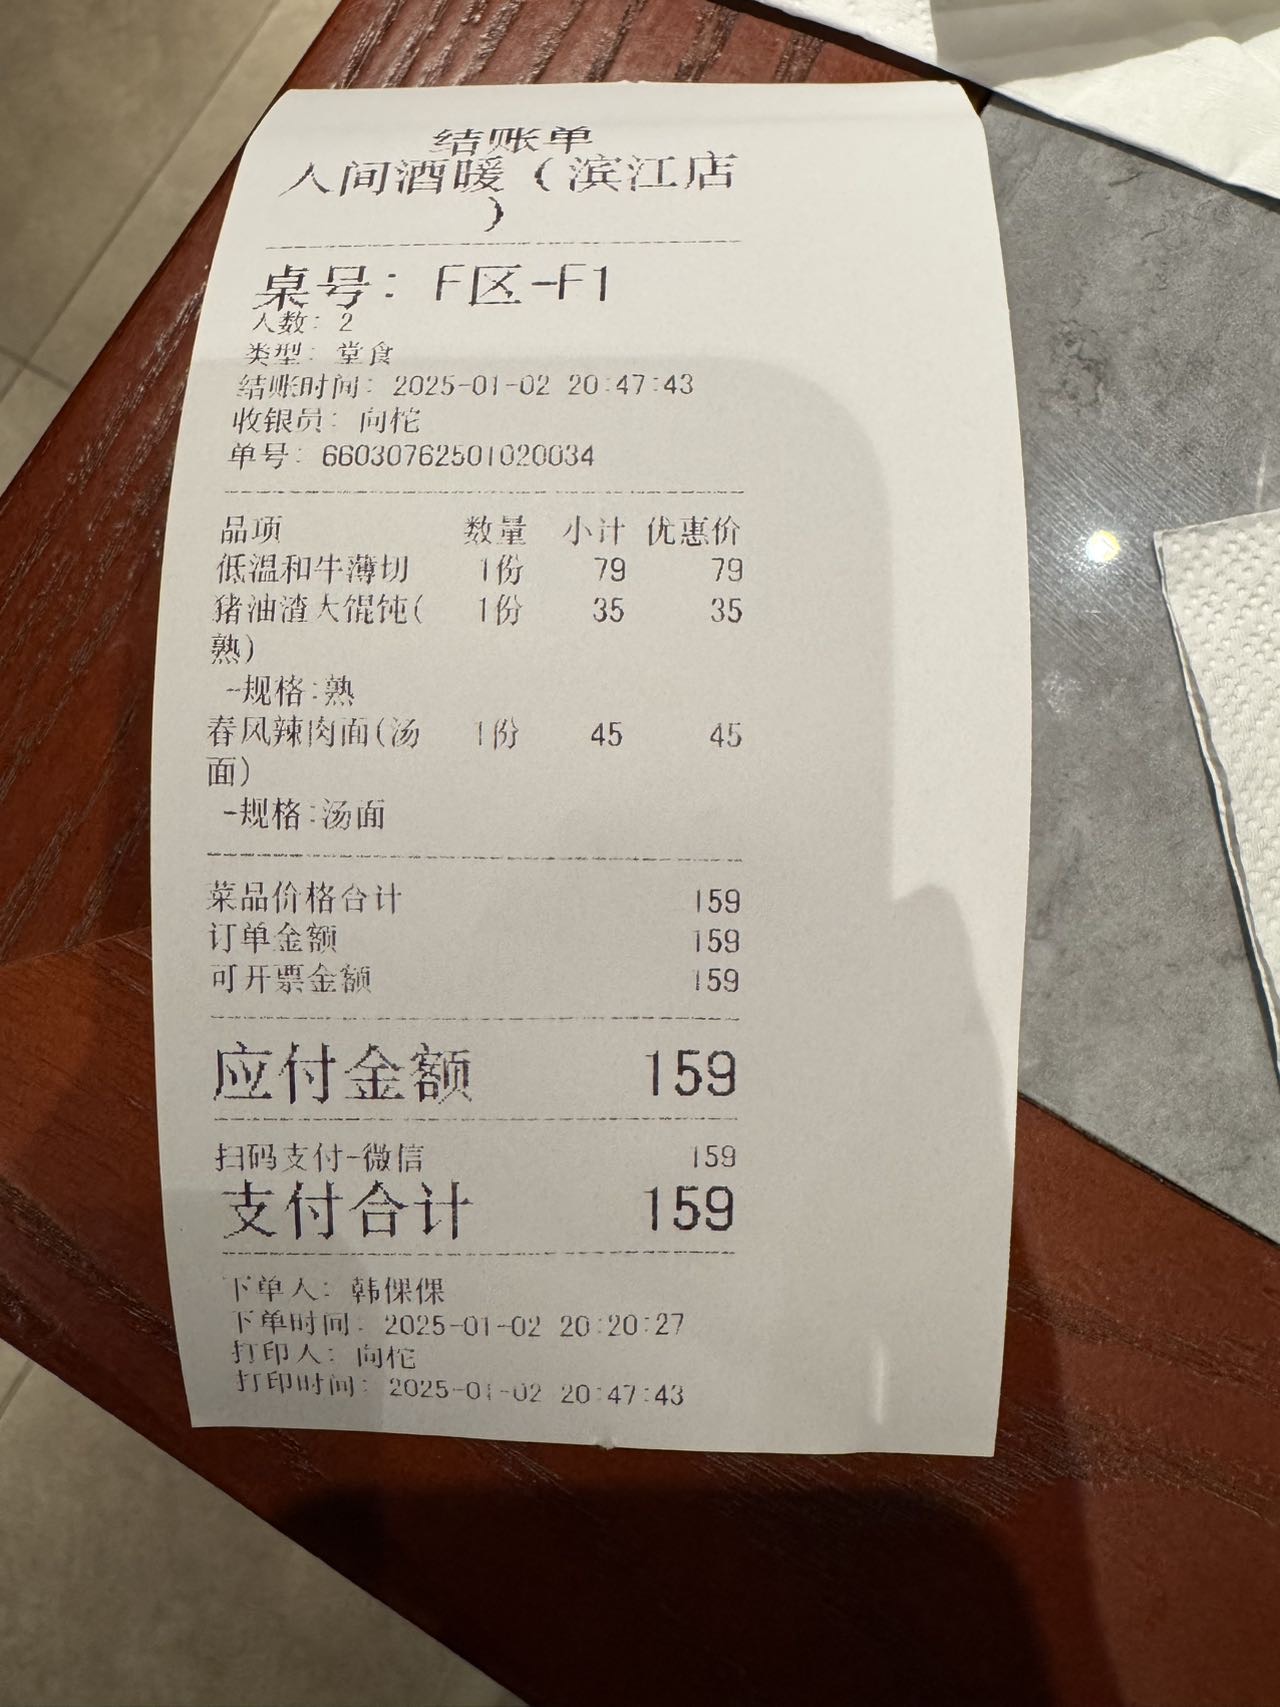 结账单
人间酒暖（滨江店
）
桌号：F区-F1
人数：2
类型：堂食
结账时间：2025-01-02 20:47:43
收银员：向柁
单号：66030762501020034
品项 数量 小计 优惠价
低温和牛薄切 1份 79 79
猪油渣大馄饨( 1份 35 35
熟)
-规格:熟
春风辣肉面(汤 1份 45 45
面)
-规格:汤面
菜品价格合计 159
订单金额 159
可开票金额 159
应付金额 159
扫码支付-微信 159
支付合计 159
下单人：韩倮倮
下单时间：2025-01-02 20:20:27
打印人：向柁
打印时间：2025-01-02 20:47:43